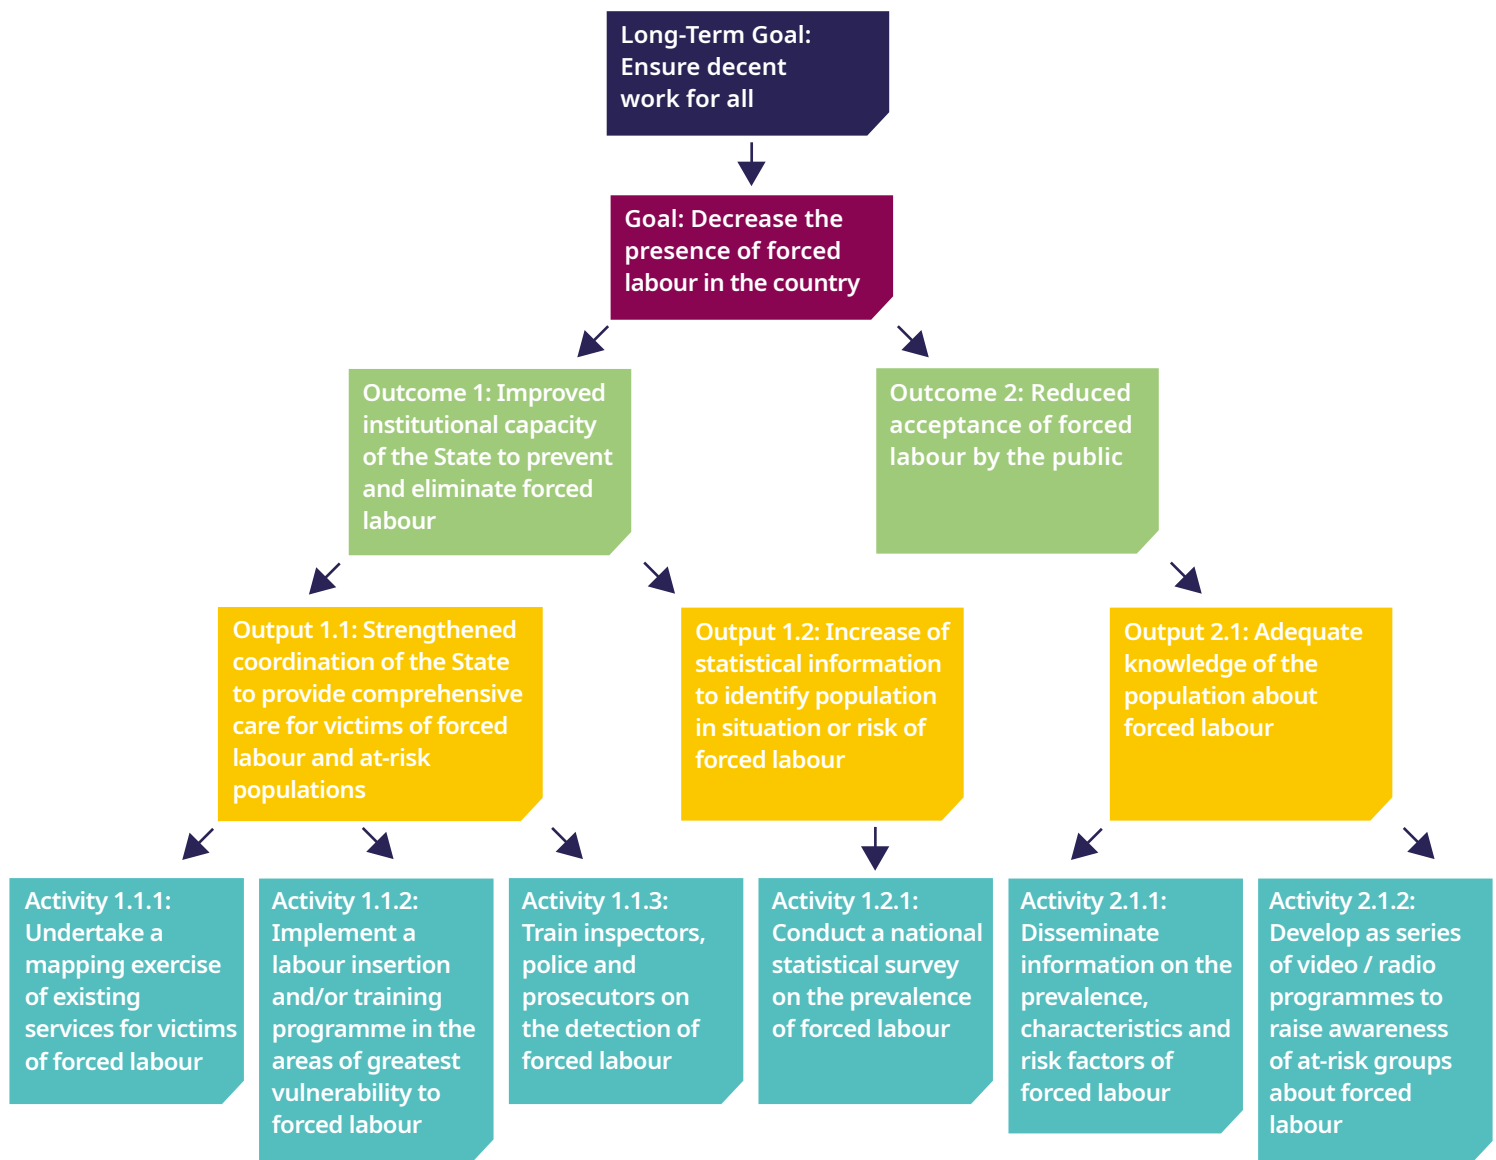 Long-Term Goal:
Ensure decent
work for all
Goal: Decrease the
presence of forced
labour in the country
Outcome 1: Improved
institutional capacity
of the State to prevent
and eliminate forced
labour
Outcome 2: Reduced
acceptance of forced
labour by the public
Output 1.1: Strengthened
coordination of the State
to provide comprehensive
care for victims of forced
labour and at-risk
populations
Output 1.2: Increase of
statistical information
to identify population
in situation or risk of
forced labour
Output 2.1: Adequate
knowledge of the
population about
forced labour
Activity 1.1.1:
Undertake a
mapping exercise
of existing
services for victims
of forced labour
Activity 1.1.2:
Implement a
labour insertion
and/or training
programme in the
areas of greatest
vulnerability to
forced labour
Activity 1.1.3:
Train inspectors,
police and
prosecutors on
the detection of
forced labour
Activity 1.2.1:
Conduct a national
statistical survey
on the prevalence
of forced labour
Activity 2.1.1:
Disseminate
information on the
prevalence,
characteristics and
risk factors of
forced labour
Activity 2.1.2:
Develop as series
of video / radio
programmes to
raise awareness
of at-risk groups
about forced
labour